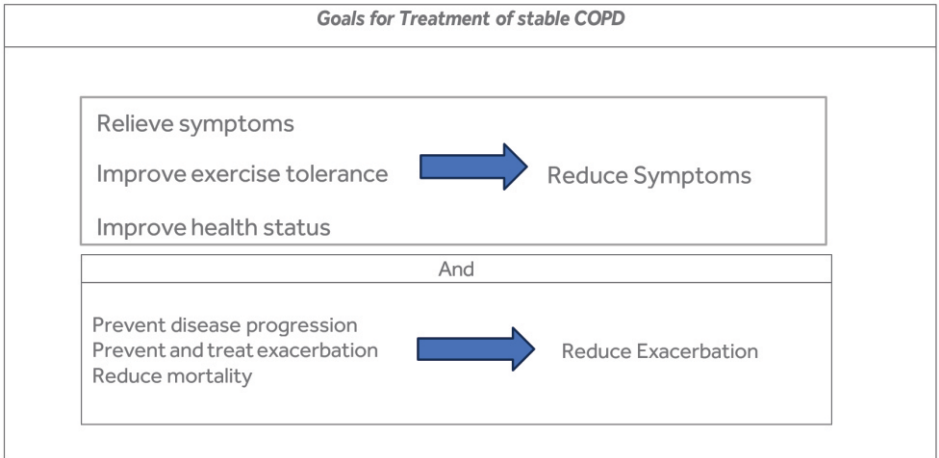 Goals for Treatment of stable COPD
Relieve symptoms
Improve exercise tolerance
Reduce Symptoms
Improve health status
And
Prevent disease progression
Prevent and treat exacerbation
Reduce Exacerbation
Reduce mortality